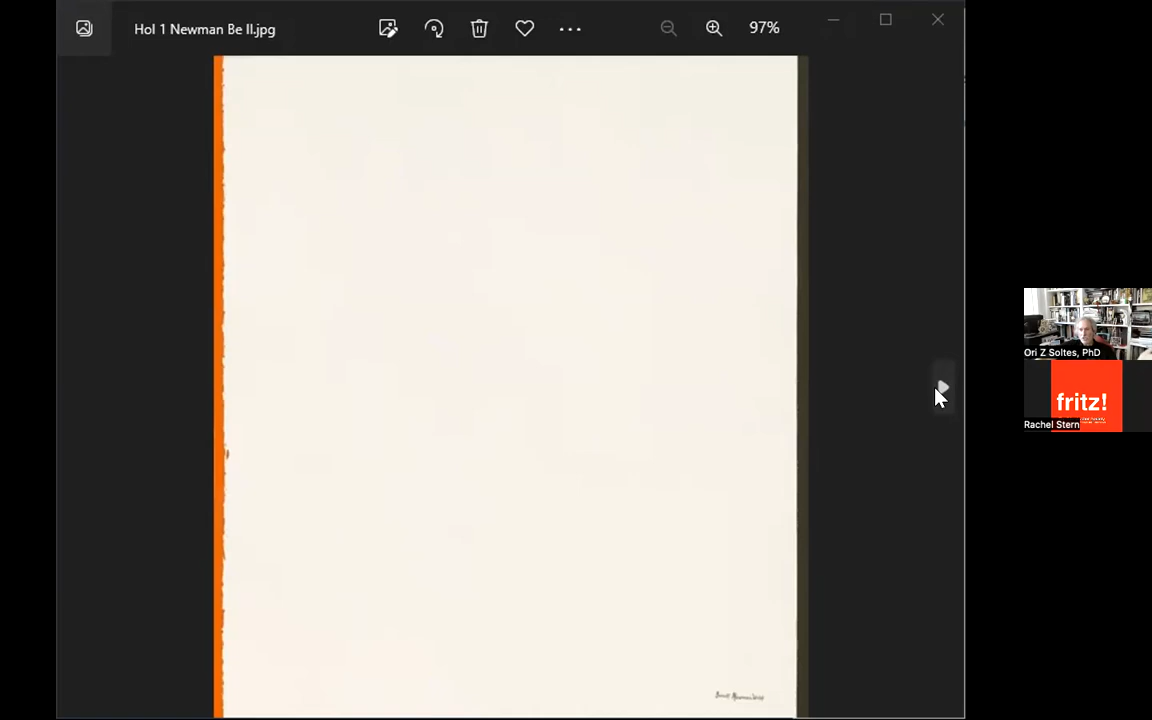 Hol 1 Newman Be II.jpg
97%
Ori Z Soltes, PhD
fritz!
Rachel Stern